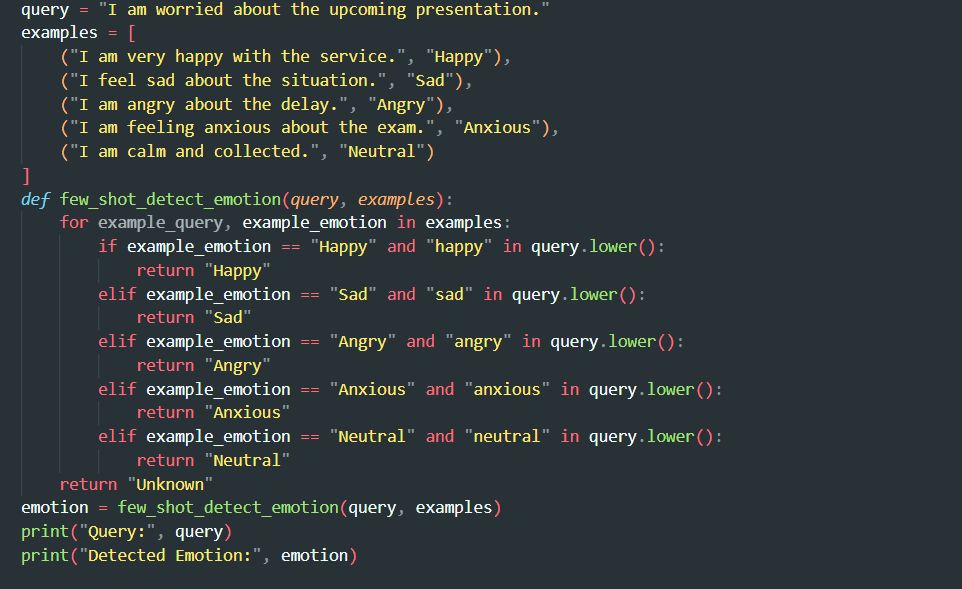 query = "I am worried about the upcoming presentation."
examples = [
    ("I am very happy with the service.", "Happy"),
    ("I feel sad about the situation.", "Sad"),
    ("I am angry about the delay.", "Angry"),
    ("I am feeling anxious about the exam.", "Anxious"),
    ("I am calm and collected.", "Neutral")
]
def few_shot_detect_emotion(query, examples):
    for example_query, example_emotion in examples:
        if example_emotion == "Happy" and "happy" in query.lower():
            return "Happy"
        elif example_emotion == "Sad" and "sad" in query.lower():
            return "Sad"
        elif example_emotion == "Angry" and "angry" in query.lower():
            return "Angry"
        elif example_emotion == "Anxious" and "anxious" in query.lower():
            return "Anxious"
        elif example_emotion == "Neutral" and "neutral" in query.lower():
            return "Neutral"
    return "Unknown"
emotion = few_shot_detect_emotion(query, examples)
print("Query:", query)
print("Detected Emotion:", emotion)